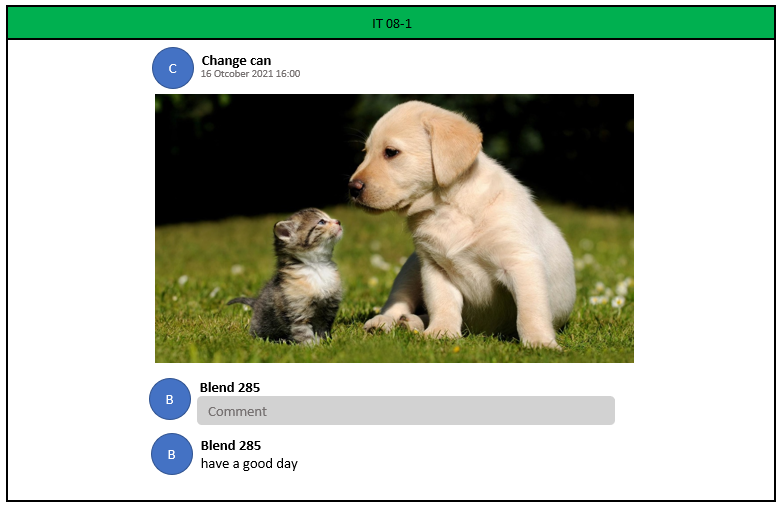 IT 08-1
C
Change can
16 Otcober 2021 16:00
B
Blend 285
Comment
B
Blend 285
have a good day